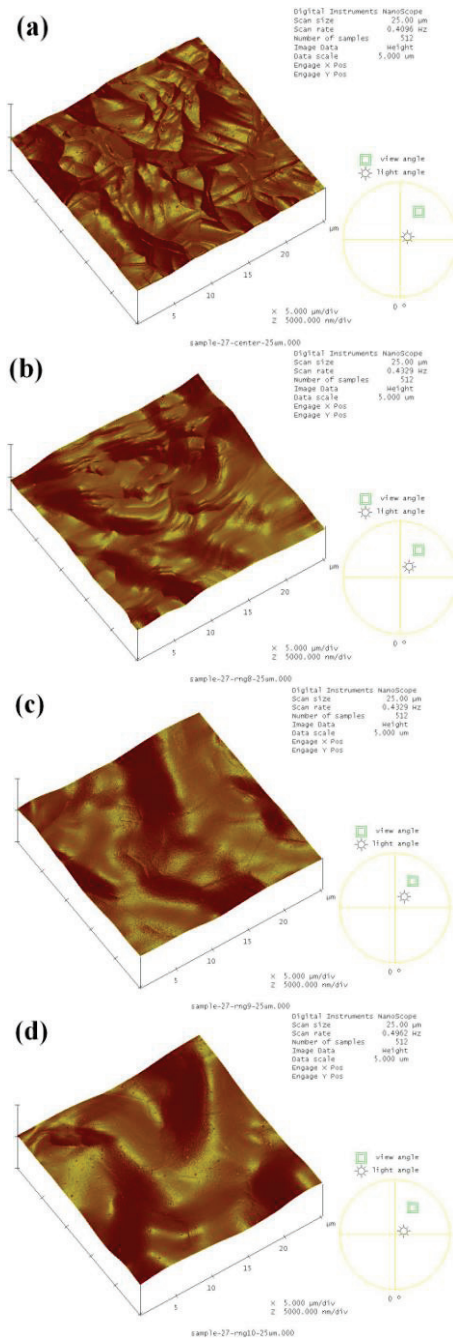 (a)
Digital Instruments NanoScope
Scan size 25.00 µm
Scan rate 0.4096 Hz
Number of samples 512
Image Data Height
Data scale 5.000 um
Engage X Pos
Engage Y Pos
view angle
light angle
0 °
µm
20
15
10
5
X 5.000 µm/div
Z 5000.000 nm/div
sample-27-center-25um.000
(b)
Digital Instruments NanoScope
Scan size 25.00 µm
Scan rate 0.4329 Hz
Number of samples 512
Image Data Height
Data scale 5.000 um
Engage X Pos
Engage Y Pos
view angle
light angle
0 °
µm
20
15
10
5
X 5.000 µm/div
Z 5000.000 nm/div
sample-27-rng8-25um.000
(c)
Digital Instruments NanoScope
Scan size 25.00 µm
Scan rate 0.4329 Hz
Number of samples 512
Image Data Height
Data scale 5.000 um
Engage X Pos
Engage Y Pos
view angle
light angle
0 °
µm
20
15
10
5
X 5.000 µm/div
Z 5000.000 nm/div
sample-27-rng9-25um.000
(d)
Digital Instruments NanoScope
Scan size 25.00 µm
Scan rate 0.4962 Hz
Number of samples 512
Image Data Height
Data scale 5.000 um
Engage X Pos
Engage Y Pos
view angle
light angle
0 °
µm
20
15
10
5
X 5.000 µm/div
Z 5000.000 nm/div
sample-27-rng10-25um.000